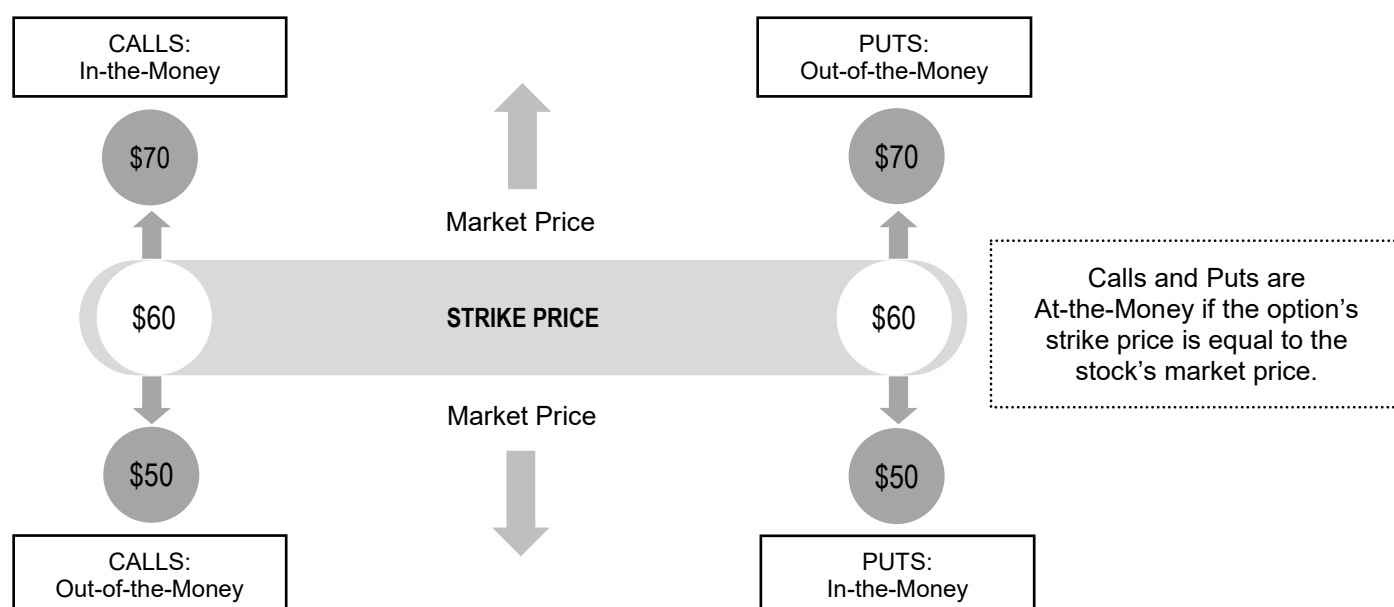 CALLS:
In-the-Money
PUTS:
Out-of-the-Money
$70
$70
Market Price
$60
STRIKE PRICE
$60
Calls and Puts are
At-the-Money if the option’s
strike price is equal to the
stock’s market price.
Market Price
$50
$50
CALLS:
Out-of-the-Money
PUTS:
In-the-Money